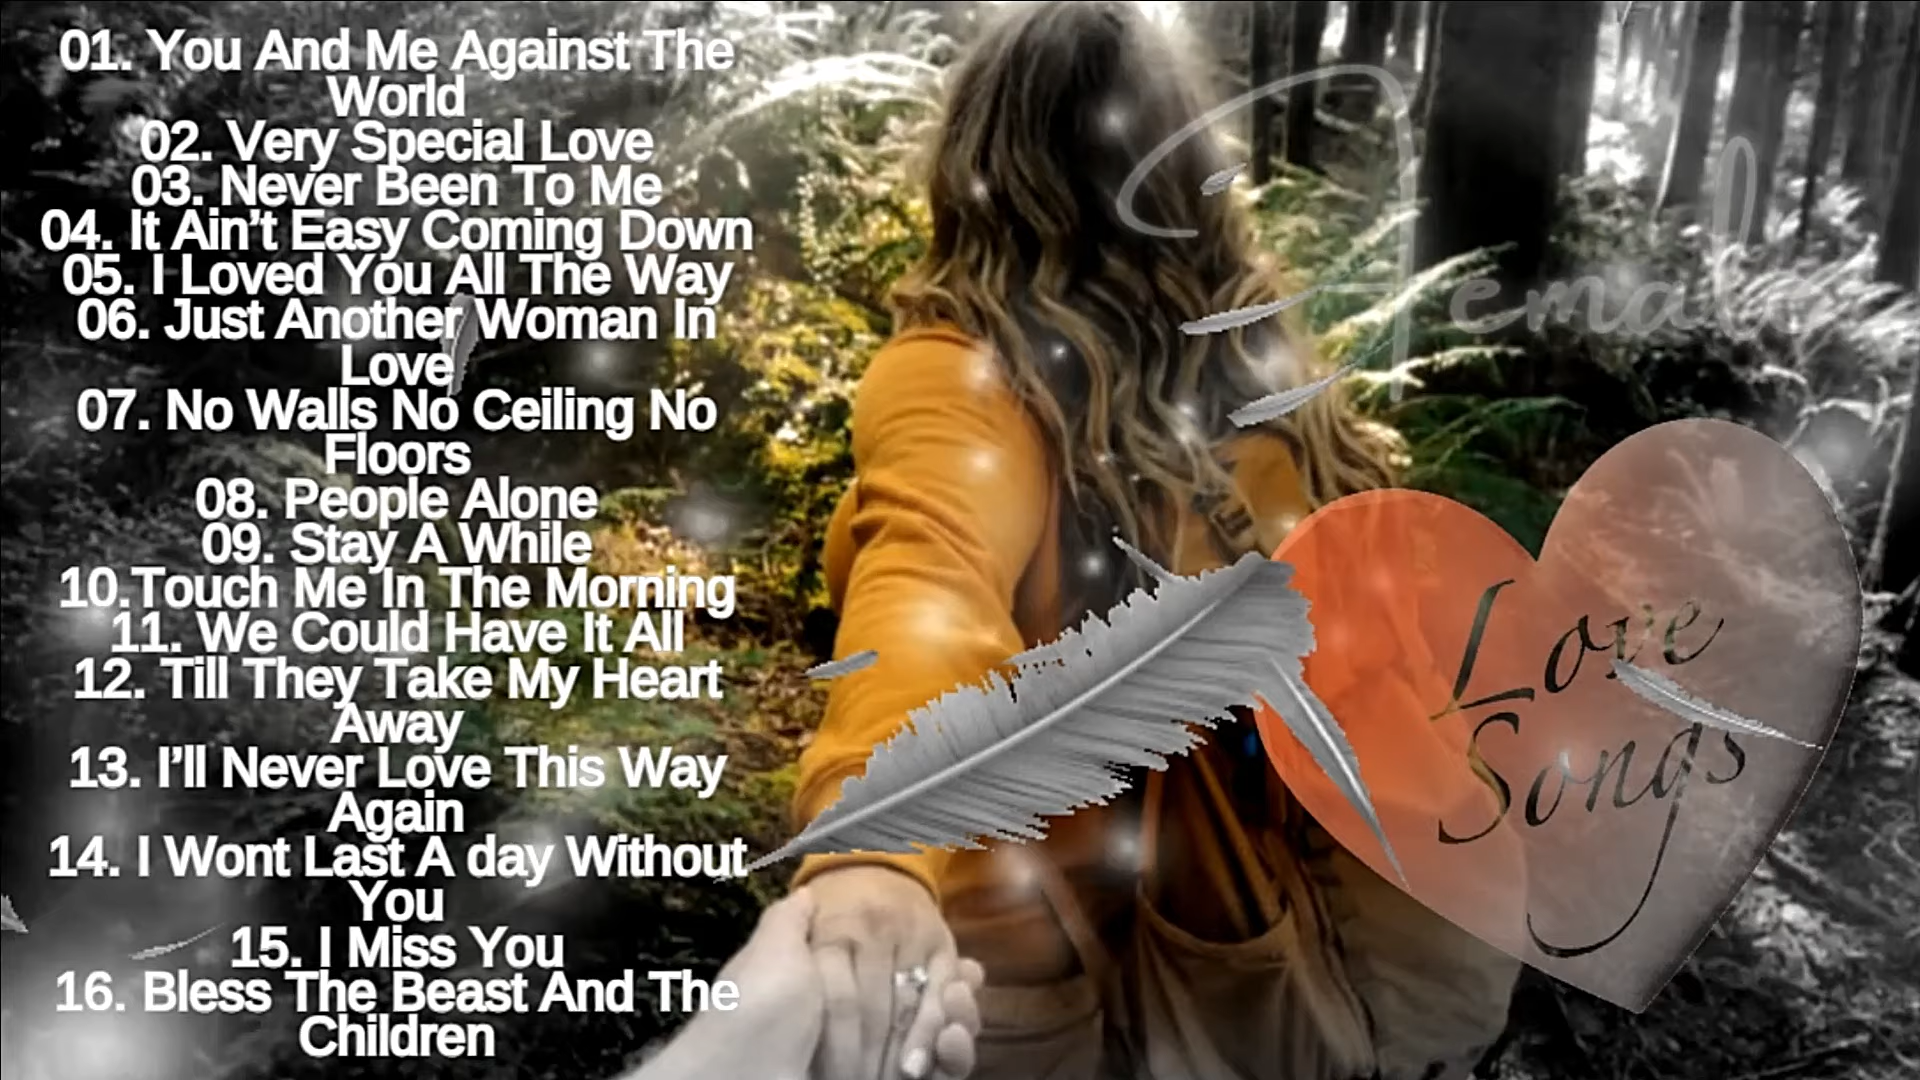 01. You And Me Against The
World
02. Very Special Love
03. Never Been To Me
04. It Ain’t Easy Coming Down
05. I Loved You All The Way
06. Just Another Woman In
Love
07. No Walls No Ceiling No
Floors
08. People Alone
09. Stay A While
10.Touch Me In The Morning
11. We Could Have It All
12. Till They Take My Heart
Away
13. I’ll Never Love This Way
Again
14. I Wont Last A day Without
You
15. I Miss You
16. Bless The Beast And The
Children
Female
Love
Songs